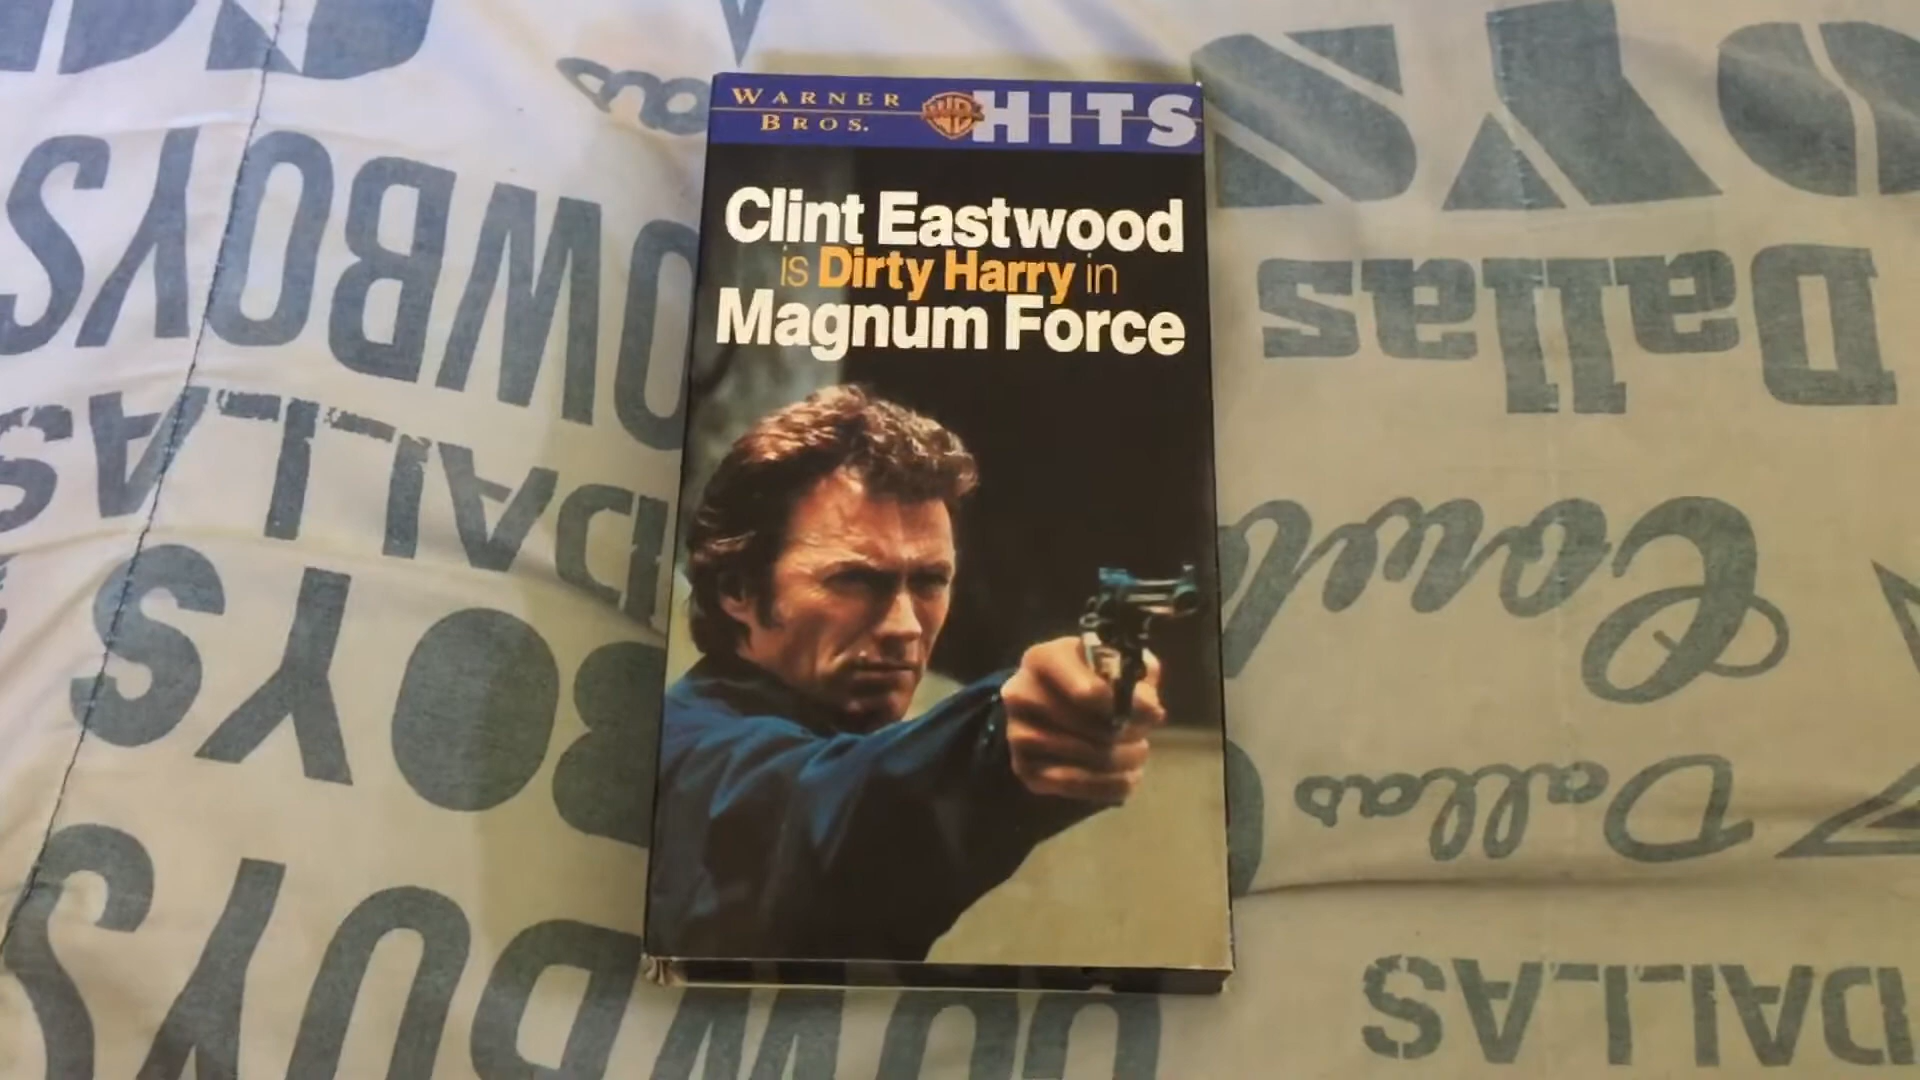 WARNER BROS. WB HITS
Clint Eastwood
is Dirty Harry in
Magnum Force
COWBOYS
DALLAS
BOYS
COWBOYS
Dallas
Cowb
Dallas
DALLAS